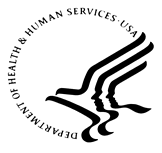 DEPARTMENT OF HEALTH & HUMAN SERVICES · USA